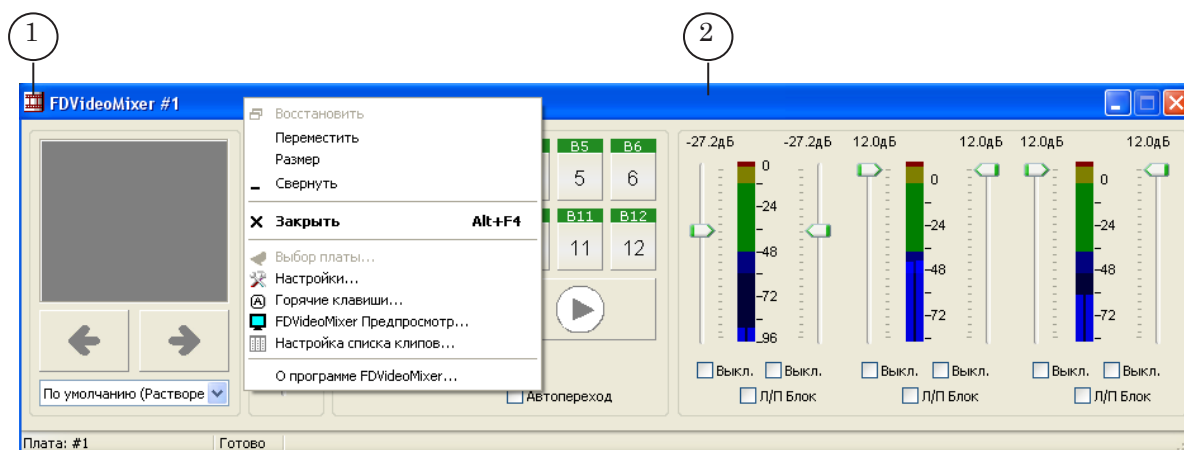 1
2
FDVideoMixer #1
Восстановить
Переместить
Размер
Свернуть
Закрыть Alt+F4
Выбор платы...
Настройки...
Горячие клавиши...
FDVideoMixer Предпросмотр...
Настройка списка клипов...
О программе FDVideoMixer...
B5 B6
5 6
B11 B12
11 12
Автопереход
-27.2дБ -27.2дБ 12.0дБ 12.0дБ 12.0дБ 12.0дБ
0 0 0
-24 -24 -24
-48 -48 -48
-72 -72 -72
-96
Выкл. Выкл. Выкл. Выкл. Выкл. Выкл.
Л/П Блок Л/П Блок Л/П Блок
По умолчанию (Растворе
Плата: #1 Готово